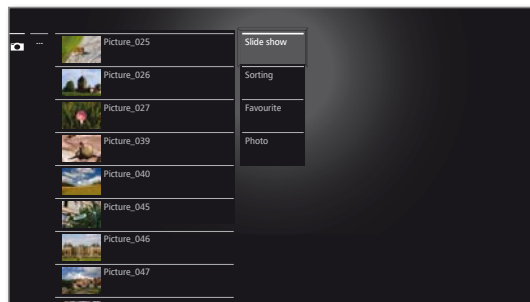 ...
Picture_025
Picture_026
Picture_027
Picture_039
Picture_040
Picture_045
Picture_046
Picture_047
Slide show
Sorting
Favourite
Photo